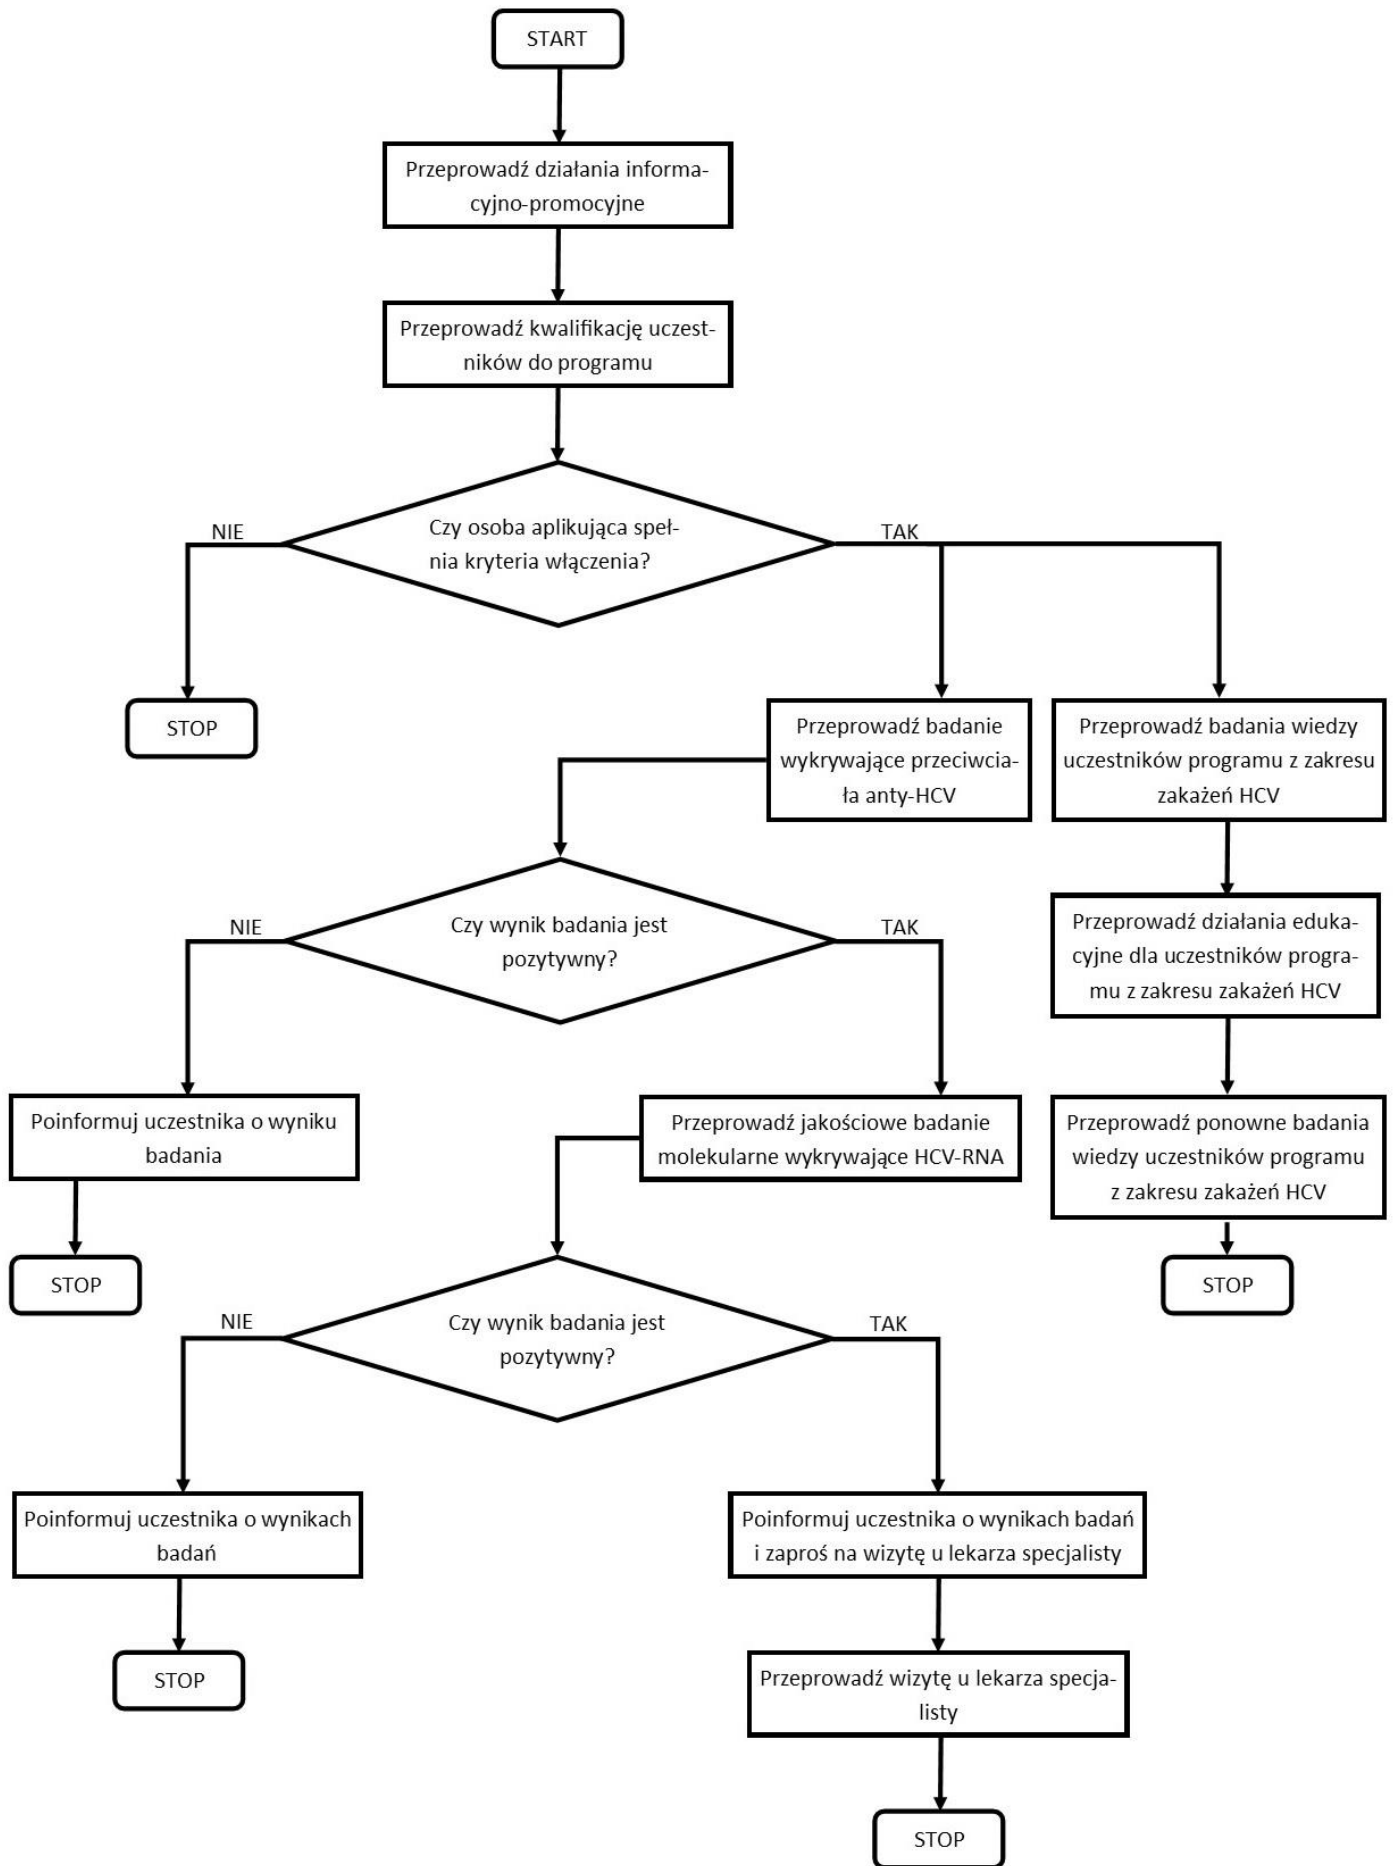 START
Przeprowadź działania informa-
cyjno-promocyjne
Przeprowadź kwalifikację uczest-
ników do programu
Czy osoba aplikująca speł-
nia kryteria włączenia?
NIE
TAK
STOP
Przeprowadź badanie
wykrywające przeciwcia-
ła anty-HCV
Przeprowadź badania wiedzy
uczestników programu z zakresu
zakażeń HCV
Czy wynik badania jest
pozytywny?
NIE
TAK
Przeprowadź działania eduka-
cyjne dla uczestników progra-
mu z zakresu zakażeń HCV
Poinformuj uczestnika o wyniku
badania
Przeprowadź jakościowe badanie
molekularne wykrywające HCV-RNA
Przeprowadź ponowne badania
wiedzy uczestników programu
z zakresu zakażeń HCV
STOP
STOP
Czy wynik badania jest
pozytywny?
NIE
TAK
Poinformuj uczestnika o wynikach
badań
Poinformuj uczestnika o wynikach badań
i zaproś na wizytę u lekarza specjalisty
STOP
Przeprowadź wizytę u lekarza specja-
listy
STOP